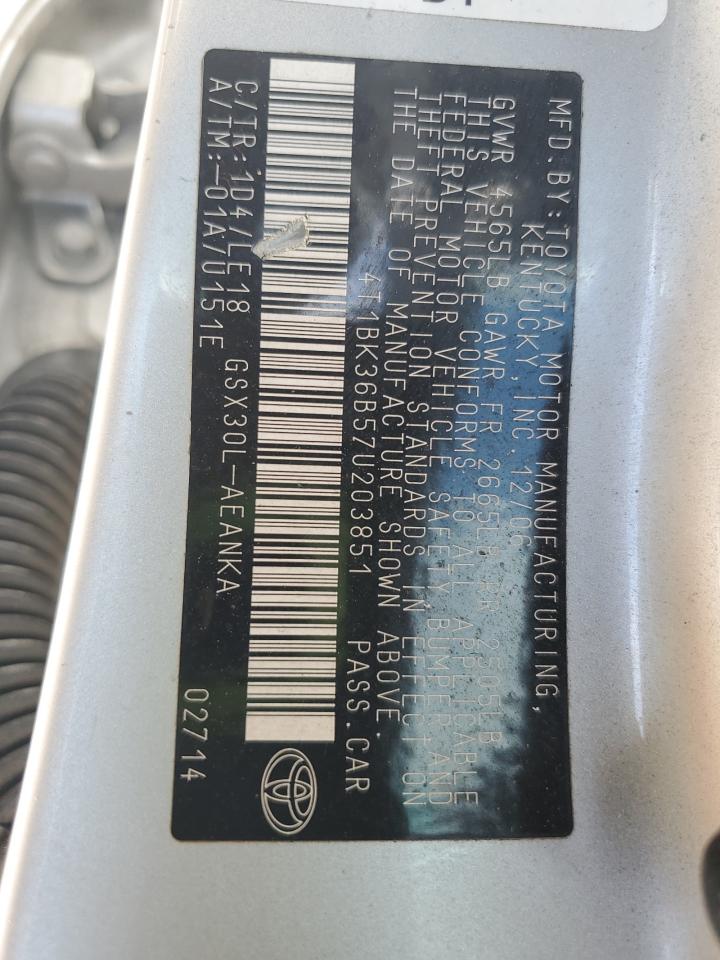 MFD.BY:TOYOTA MOTOR MANUFACTURING,
KENTUCKY,INC.12/06
GVWR 4565LB GAWR FR 2665LB RR 2505LB
THIS VEHICLE CONFORMS TO ALL APPLICABLE
FEDERAL MOTOR VEHICLE SAFETY,BUMPER,AND
THEFT PREVENTION STANDARDS IN EFFECT ON
THE DATE OF MANUFACTURE SHOWN ABOVE.
4T1BK36B57U203851 PASS.CAR
C/TR:1D4/LE18 GSX30L-AEANKA
A/TM:-01A/U151E 02714